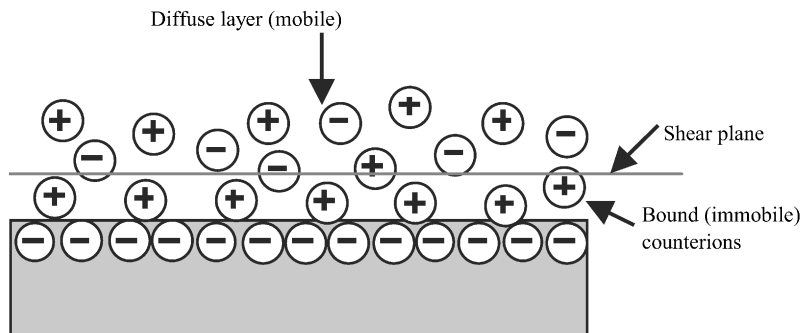 Diffuse layer (mobile)
Shear plane
Bound (immobile)
counterions